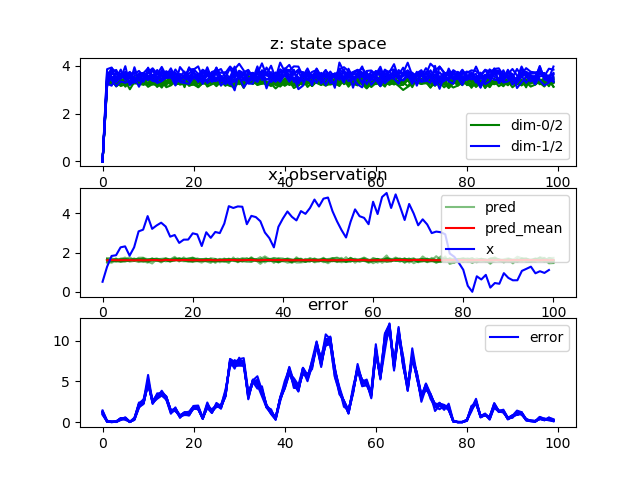 z: state space
4
2
0
dim-0/2
dim-1/2
0 20 40 60 80 100
x: observation
4
2
0
pred
pred_mean
x
0 20 40 60 80 100
error
10
5
0
error
0 20 40 60 80 100